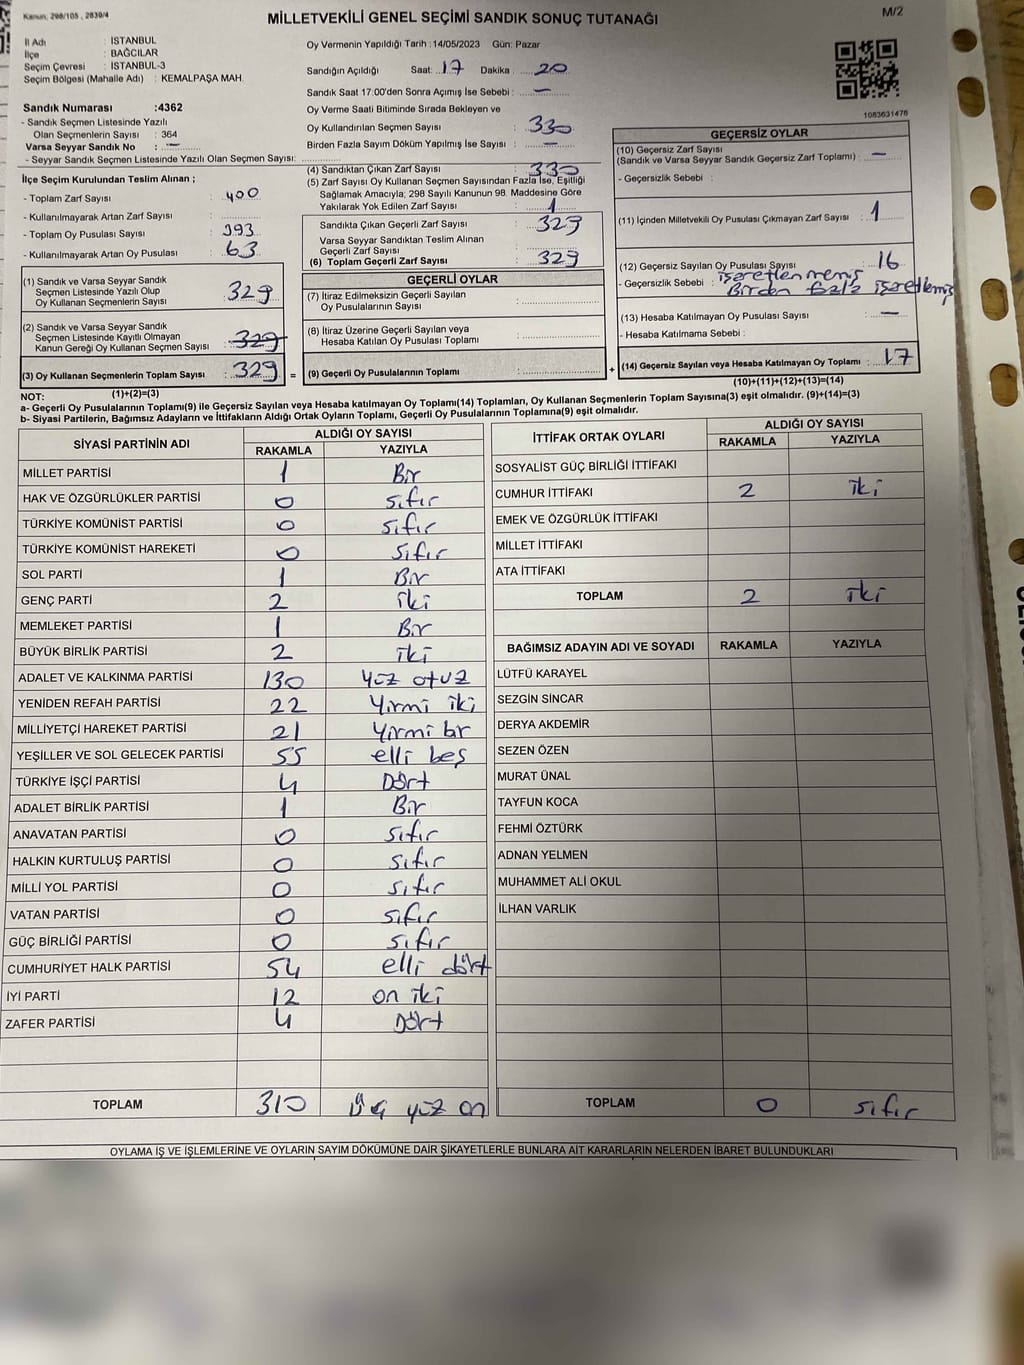 Kanun: 298/105 , 2839/4
MİLLETVEKİLİ GENEL SEÇİMİ SANDIK SONUÇ TUTANAĞI
M/2
İl Adı : İSTANBUL
İlçe : BAĞCILAR
Seçim Çevresi : İSTANBUL-3
Seçim Bölgesi (Mahalle Adı) : KEMALPAŞA MAH.
Sandık Numarası :4362
- Sandık Seçmen Listesinde Yazılı
Olan Seçmenlerin Sayısı : 364
Varsa Seyyar Sandık No : -
- Seyyar Sandık Seçmen Listesinde Yazılı Olan Seçmen Sayısı:
Oy Vermenin Yapıldığı Tarih : 14/05/2023 Gün: Pazar
Sandığın Açıldığı Saat: 17 Dakika 20
Sandık Saat 17:00'den Sonra Açımış İse Sebebi : -
Oy Verme Saati Bitiminde Sırada Bekleyen ve
Oy Kullandırılan Seçmen Sayısı : 330
Birden Fazla Sayım Döküm Yapılmış İse Sayısı : -
1083631476
İlçe Seçim Kurulundan Teslim Alınan ;
- Toplam Zarf Sayısı : 400
- Kullanılmayarak Artan Zarf Sayısı :
- Toplam Oy Pusulası Sayısı : 393
- Kullanılmayarak Artan Oy Pusulası : 63
(4) Sandıktan Çıkan Zarf Sayısı : 330
(5) Zarf Sayısı Oy Kullanan Seçmen Sayısından Fazla İse, Eşitliği
Sağlamak Amacıyla; 298 Sayılı Kanunun 98. Maddesine Göre
Yakılarak Yok Edilen Zarf Sayısı : 1
Sandıkta Çıkan Geçerli Zarf Sayısı : 329
Varsa Seyyar Sandıktan Teslim Alınan
Geçerli Zarf Sayısı :
(6) Toplam Geçerli Zarf Sayısı : 329
GEÇERSİZ OYLAR
(10) Geçersiz Zarf Sayısı
(Sandık ve Varsa Seyyar Sandık Geçersiz Zarf Toplamı) : -
- Geçersizlik Sebebi :
(11) İçinden Milletvekili Oy Pusulası Çıkmayan Zarf Sayısı : 1
(12) Geçersiz Sayılan Oy Pusulası Sayısı : 16
- Geçersizlik Sebebi : işeretlenmemiş
Birden fazla işeretlemiş
(13) Hesaba Katılmayan Oy Pusulası Sayısı : -
- Hesaba Katılmama Sebebi :
(14) Geçersiz Sayılan veya Hesaba Katılmayan Oy Toplamı : 17
(10)+(11)+(12)+(13)=(14)
(1) Sandık ve Varsa Seyyar Sandık
Seçmen Listesinde Yazılı Olup
Oy Kullanan Seçmenlerin Sayısı : 329
(2) Sandık ve Varsa Seyyar Sandık
Seçmen Listesinde Kayıtlı Olmayan
Kanun Gereği Oy Kullanan Seçmen Sayısı : 329
(3) Oy Kullanan Seçmenlerin Toplam Sayısı : 329
(1)+(2)=(3)
GEÇERLİ OYLAR
(7) İtiraz Edilmeksizin Geçerli Sayılan
Oy Pusulalarının Sayısı :
(8) İtiraz Üzerine Geçerli Sayılan veya
Hesaba Katılan Oy Pusulaları Toplamı :
= (9) Geçerli Oy Pusulalarının Toplamı : +
NOT:
a- Geçerli Oy Pusulaları Toplamı(9) ile Geçersiz Sayılan veya Hesaba katılmayan Oy Toplamı(14) Toplamları, Oy Kullanan Seçmenlerin Toplam Sayısına(3) eşit olmalıdır. (9)+(14)=(3)
b- Siyasi Partilerin, Bağımsız Adayların ve İttifakların Aldığı Ortak Oyların Toplamı, Geçerli Oy Pusulalarının Toplamına(9) eşit olmalıdır.
SİYASİ PARTİNİN ADI ALDIĞI OY SAYISI
RAKAMLA YAZIYLA
MİLLET PARTİSİ 1 Bir
HAK VE ÖZGÜRLÜKLER PARTİSİ 0 sıfır
TÜRKİYE KOMÜNİST PARTİSİ 0 sıfır
TÜRKİYE KOMÜNİST HAREKETİ 0 sıfır
SOL PARTİ 1 Bir
GENÇ PARTİ 2 iki
MEMLEKET PARTİSİ 1 Bir
BÜYÜK BİRLİK PARTİSİ 2 iki
ADALET VE KALKINMA PARTİSİ 130 yüz otuz
YENİDEN REFAH PARTİSİ 22 Yirmi iki
MİLLİYETÇİ HAREKET PARTİSİ 21 Yirmi br
YEŞİLLER VE SOL GELECEK PARTİSİ 55 elli beş
TÜRKİYE İŞÇİ PARTİSİ 4 Dört
ADALET BİRLİK PARTİSİ 1 Bir
ANAVATAN PARTİSİ 0 sıfır
HALKIN KURTULUŞ PARTİSİ 0 sıfır
MİLLİ YOL PARTİSİ 0 sıfır
VATAN PARTİSİ 0 sıfır
GÜÇ BİRLİĞİ PARTİSİ 0 sıfır
CUMHURİYET HALK PARTİSİ 54 elli dört
İYİ PARTİ 12 on iki
ZAFER PARTİSİ 4 Dört
TOPLAM 310 Üç yüz on
İTTİFAK ORTAK OYLARI ALDIĞI OY SAYISI
RAKAMLA YAZIYLA
SOSYALİST GÜÇ BİRLİĞİ İTTİFAKI
CUMHUR İTTİFAKI 2 iki
EMEK VE ÖZGÜRLÜK İTTİFAKI
MİLLET İTTİFAKI
ATA İTTİFAKI
TOPLAM 2 iki
BAĞIMSIZ ADAYIN ADI VE SOYADI RAKAMLA YAZIYLA
LÜTFÜ KARAYEL
SEZGİN SİNCAR
DERYA AKDEMİR
SEZEN ÖZEN
MURAT ÜNAL
TAYFUN KOCA
FEHMİ ÖZTÜRK
ADNAN YELMEN
MUHAMMET ALİ OKUL
İLHAN VARLIK
TOPLAM 0 sıfır
OYLAMA İŞ VE İŞLEMLERİNE VE OYLARIN SAYIM DÖKÜMÜNE DAİR ŞİKAYETLERLE BUNLARA AİT KARARLARIN NELERDEN İBARET BULUNDUKLARI